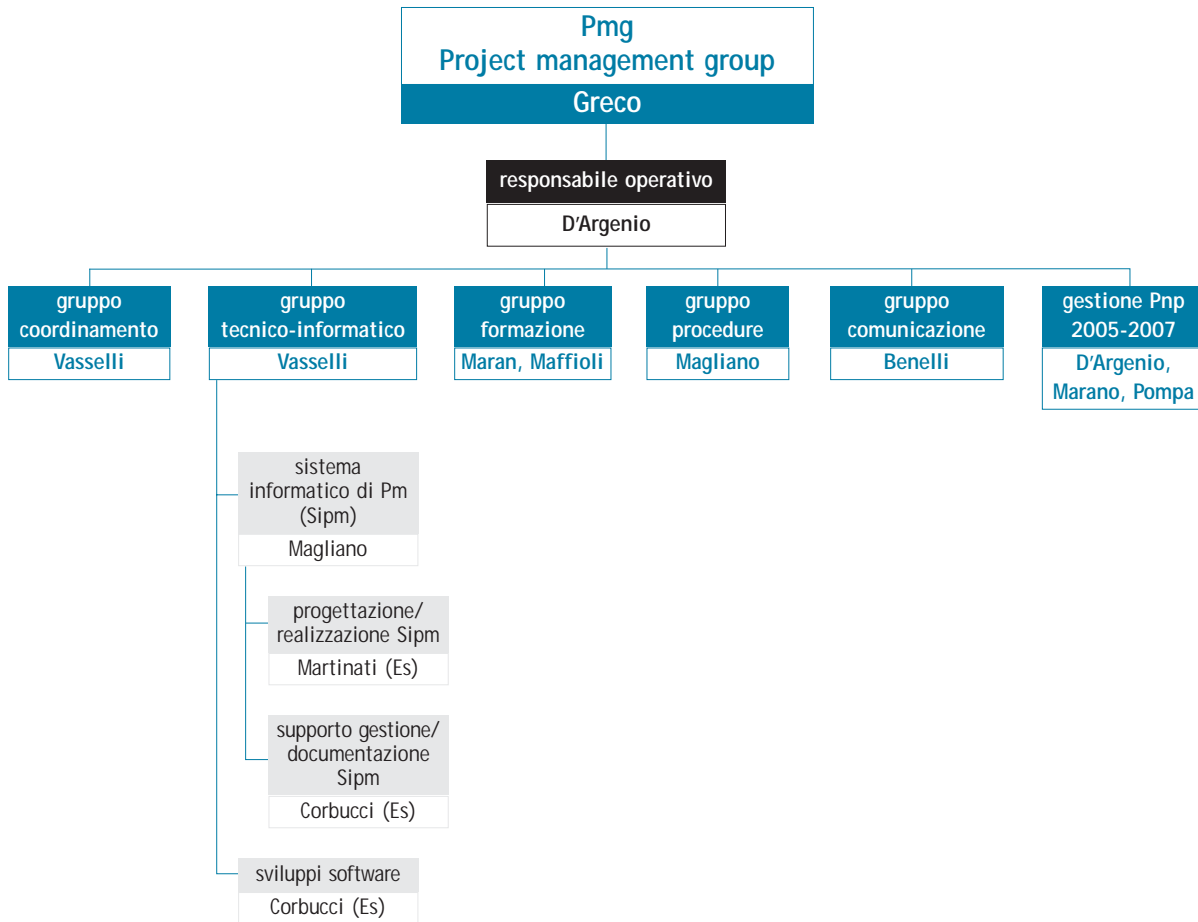 Pmg
Project management group
Greco
responsabile operativo
D'Argenio
gruppo
coordinamento
Vasselli
gruppo
tecnico-informatico
Vasselli
gruppo
formazione
Maran, Maffioli
gruppo
procedure
Magliano
gruppo
comunicazione
Benelli
gestione Pnp
2005-2007
D'Argenio,
Marano, Pompa
sistema
informatico di Pm
(Sipm)
Magliano
progettazione/
realizzazione Sipm
Martinati (Es)
supporto gestione/
documentazione
Sipm
Corbucci (Es)
sviluppi software
Corbucci (Es)